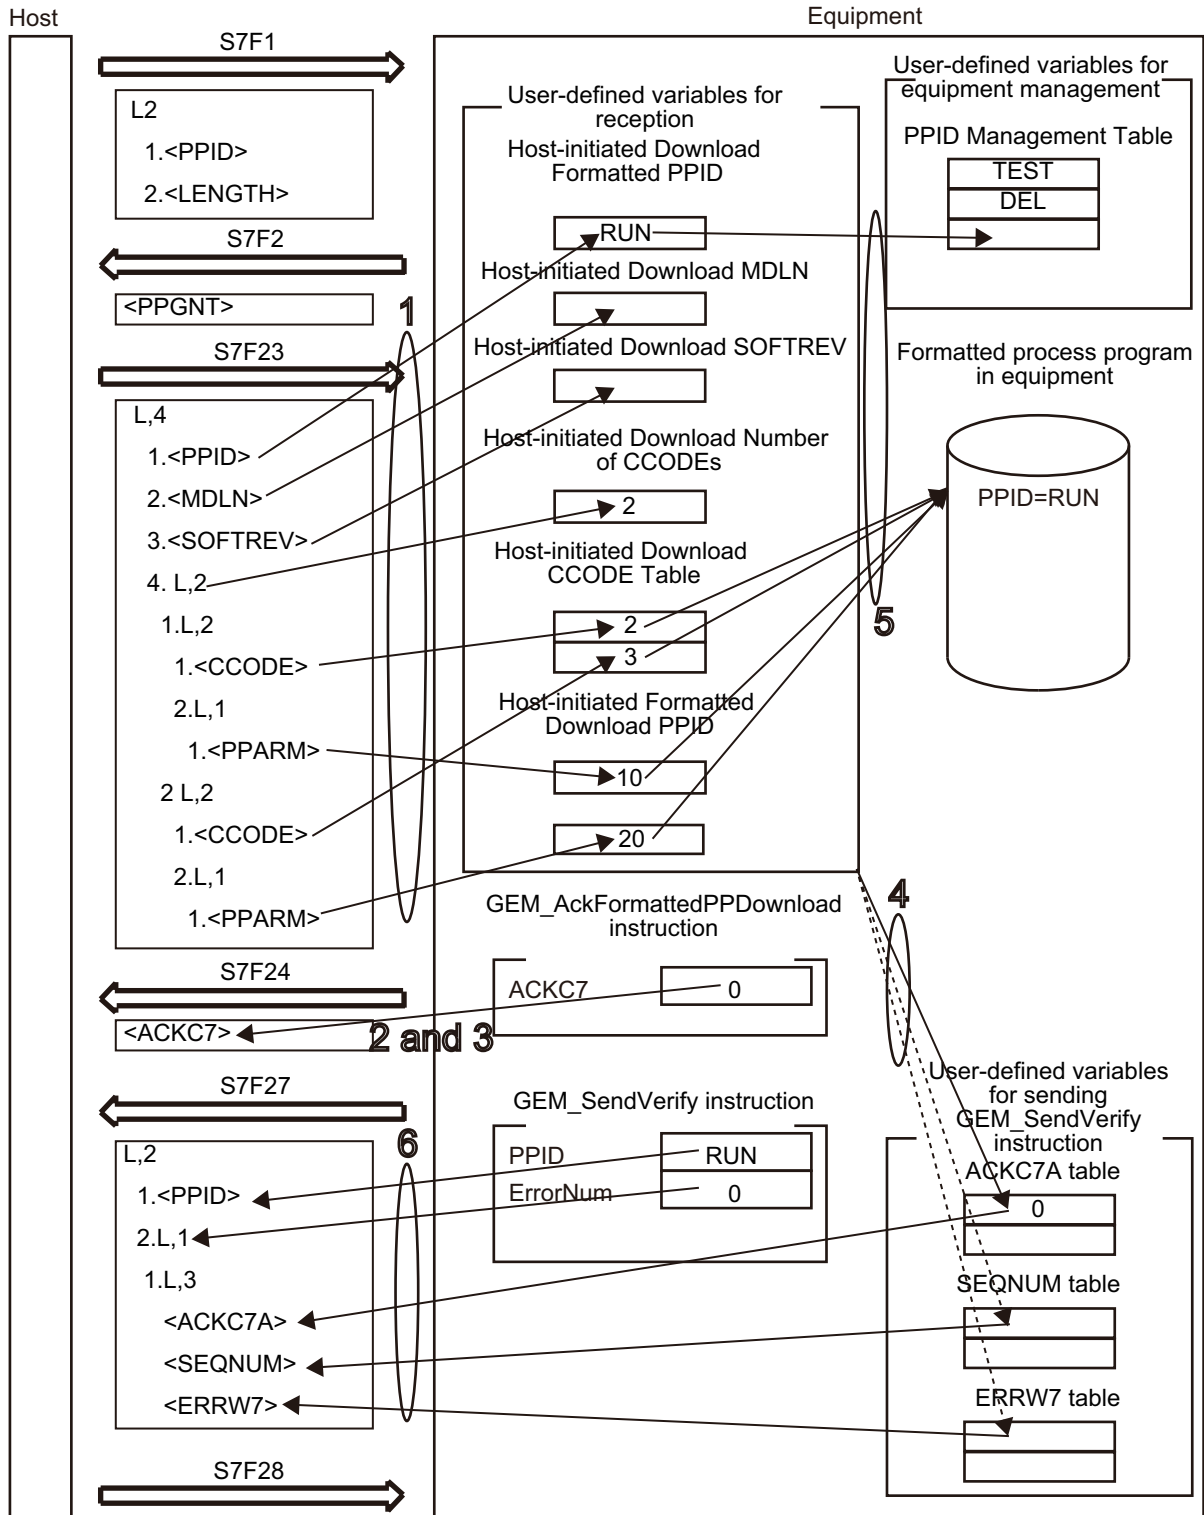 Host
Equipment
S7F1
L2
1.<PPID>
2.<LENGTH>
S7F2
<PPGNT>
1
S7F23
L,4
1.<PPID>
2.<MDLN>
3.<SOFTREV>
4. L,2
1.L,2
1.<CCODE>
2.L,1
1.<PPARM>
2 L,2
1.<CCODE>
2.L,1
1.<PPARM>
S7F24
<ACKC7>
2 and 3
S7F27
6
L,2
1.<PPID>
2.L,1
1.L,3
<ACKC7A>
<SEQNUM>
<ERRW7>
S7F28
User-defined variables for
reception
Host-initiated Download
Formatted PPID
RUN
Host-initiated Download MDLN
Host-initiated Download SOFTREV
Host-initiated Download Number
of CCODEs
2
Host-initiated Download
CCODE Table
2
3
Host-initiated Formatted
Download PPID
10
20
GEM_AckFormattedPPDownload
instruction
ACKC7
0
GEM_SendVerify instruction
PPID
RUN
ErrorNum
0
User-defined variables for
equipment management
PPID Management Table
TEST
DEL
Formatted process program
in equipment
PPID=RUN
5
4
User-defined variables
for sending
GEM_SendVerify
instruction
ACKC7A table
0
SEQNUM table
ERRW7 table